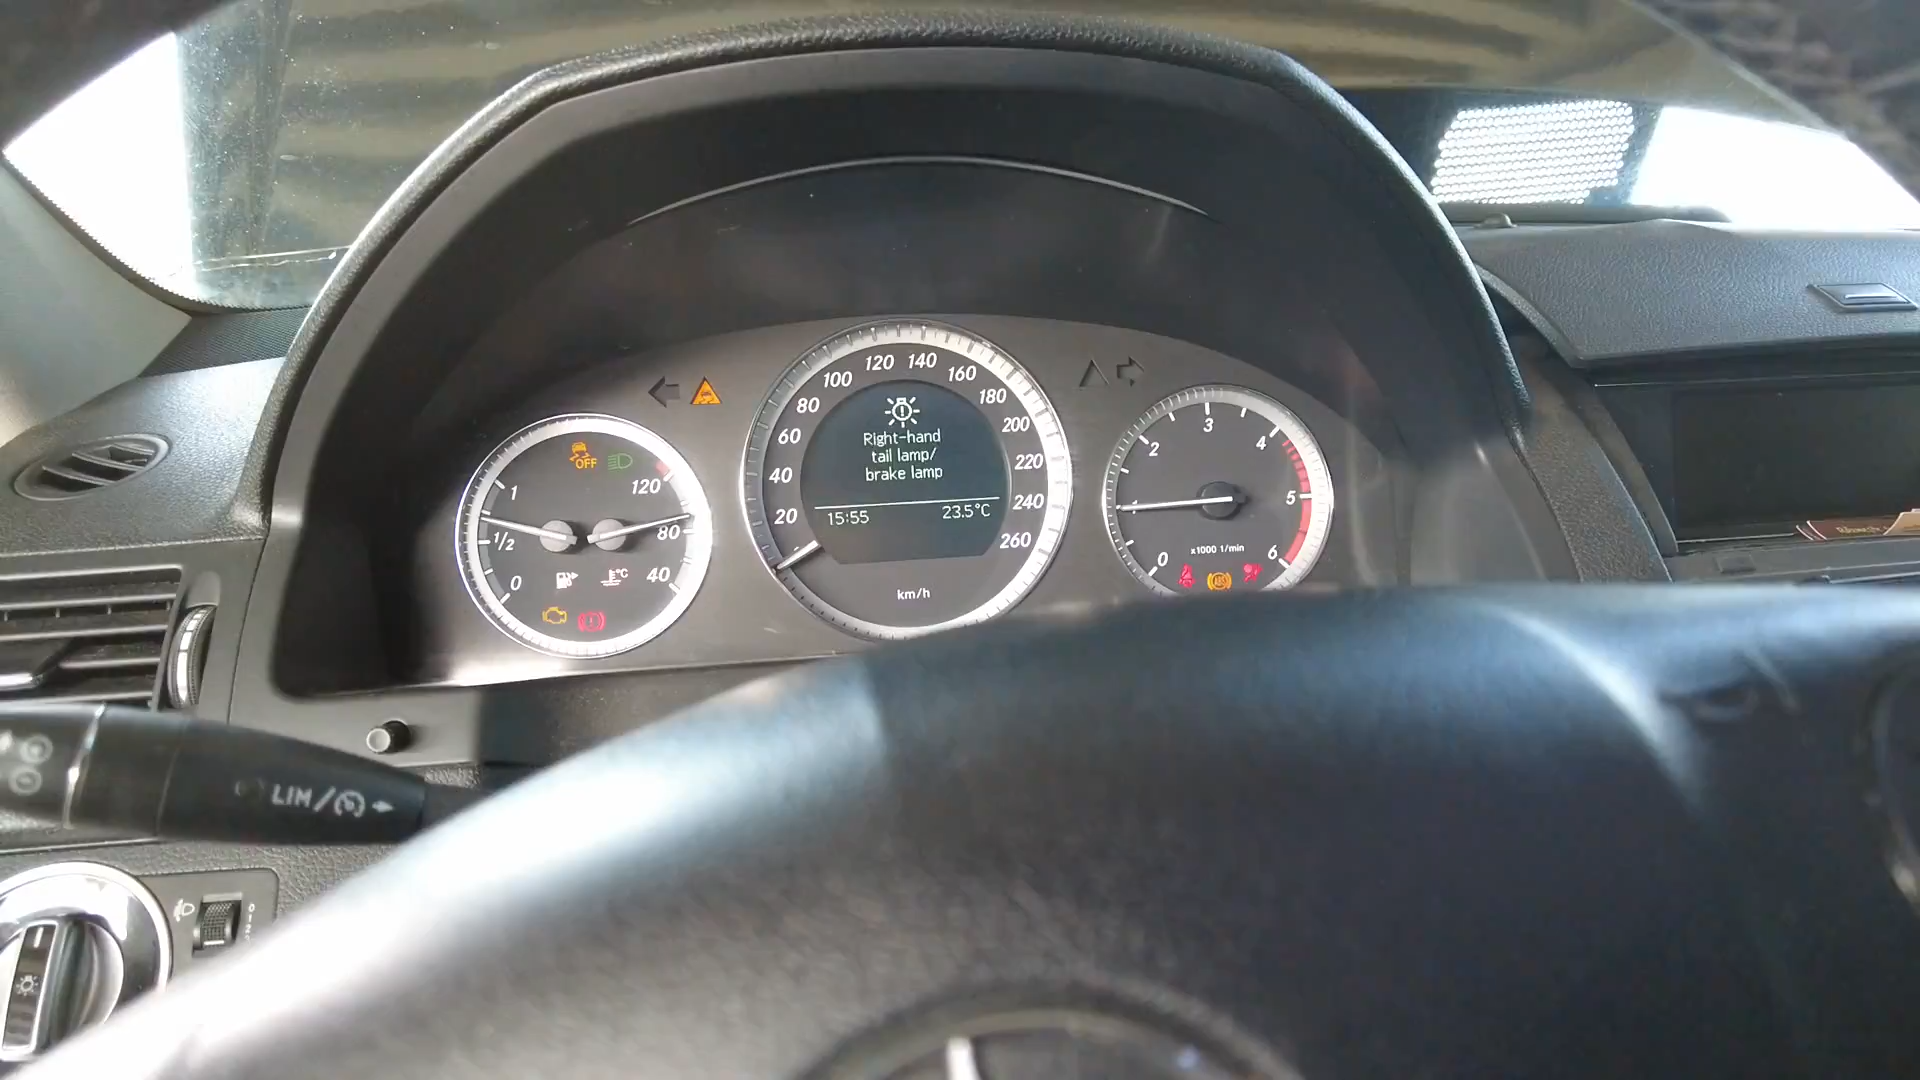 120 140
100 160
80 180
60 200
40 220
20 240
260
Right-hand
tail lamp/
brake lamp
15:55 23.5°C
km/h
OFF
1 120
1/2 80
0 40
°C
3
2 4
1 5
0 6
x1000 1/min
ABS
LIM/